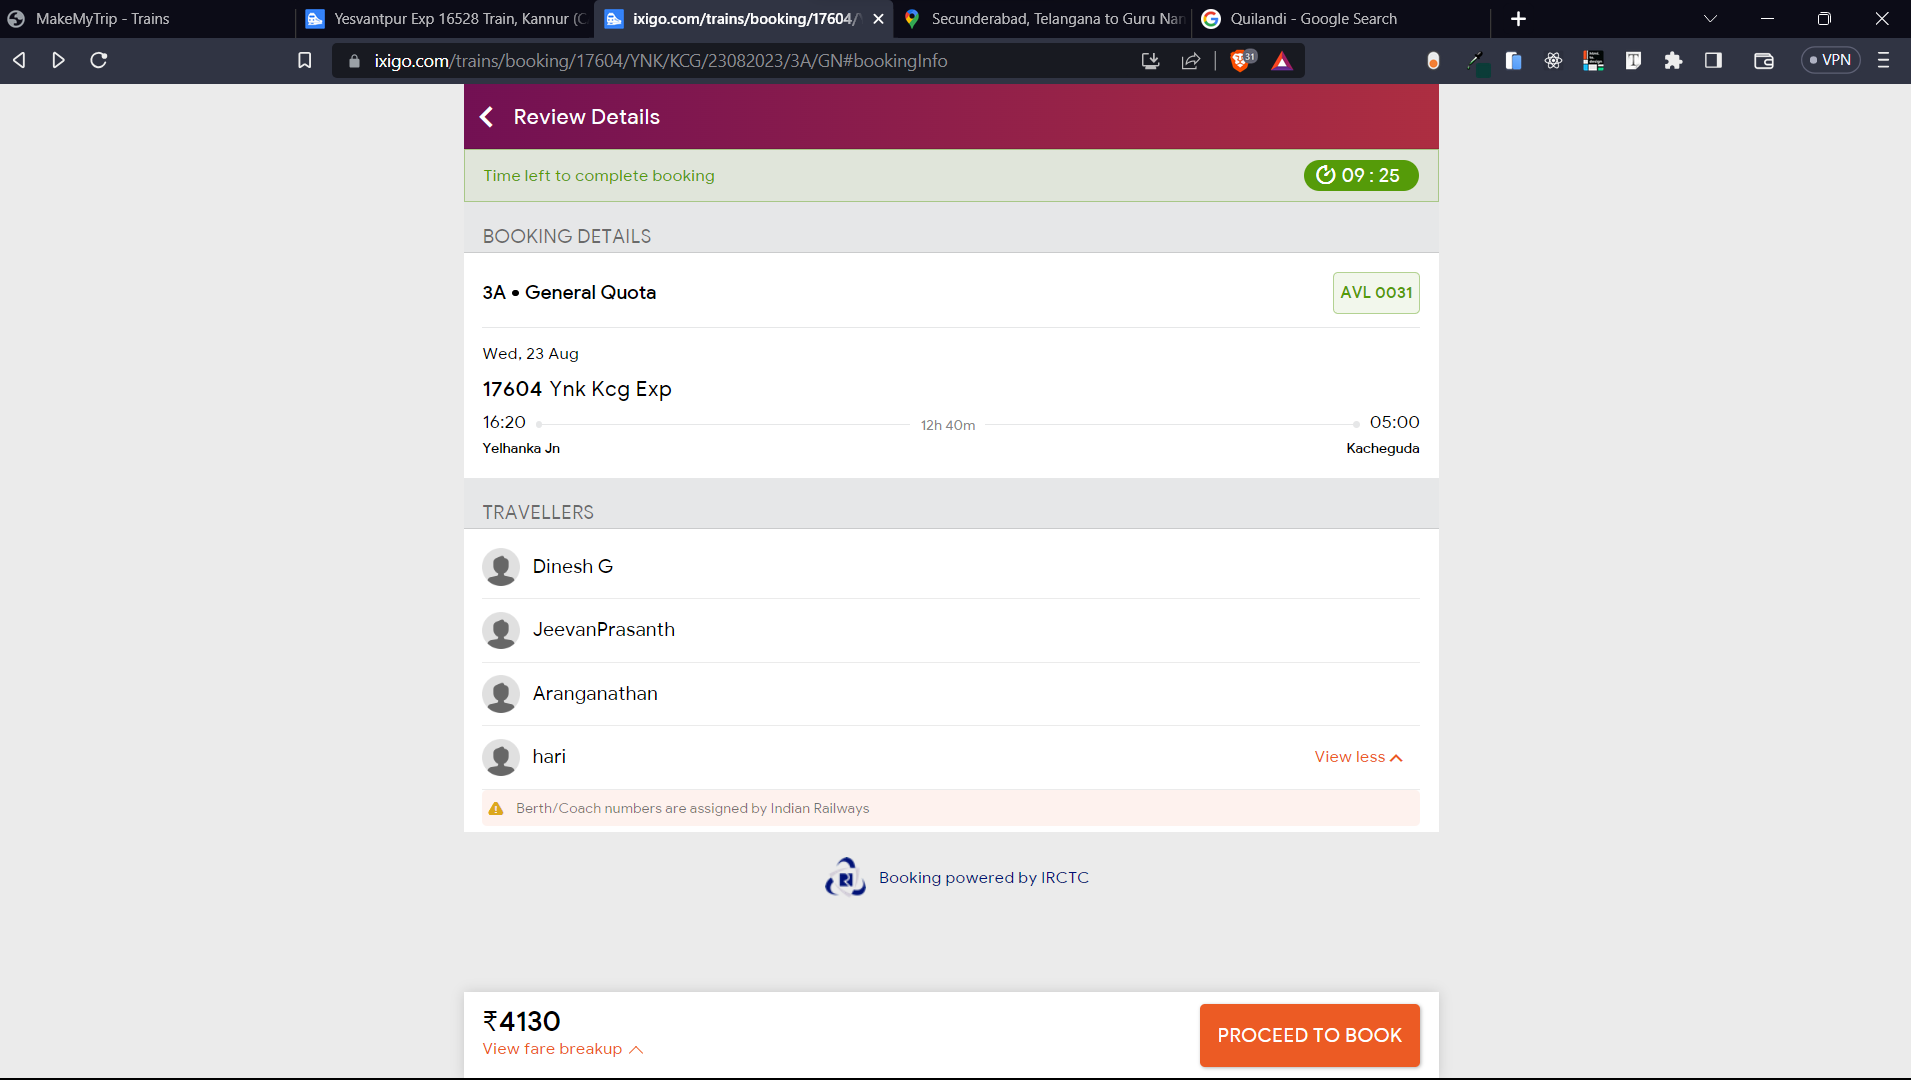 MakeMyTrip - Trains
Yesvantpur Exp 16528 Train, Kannur (C
ixigo.com/trains/booking/17604/
Secunderabad, Telangana to Guru Nan
Quilandi - Google Search
ixigo.com/trains/booking/17604/YNK/KCG/23082023/3A/GN#bookingInfo
31
VPN
Review Details
Time left to complete booking
09 : 25
BOOKING DETAILS
3A • General Quota
AVL 0031
Wed, 23 Aug
17604 Ynk Kcg Exp
16:20
12h 40m
05:00
Yelhanka Jn
Kacheguda
TRAVELLERS
Dinesh G
JeevanPrasanth
Aranganathan
hari
View less
Berth/Coach numbers are assigned by Indian Railways
Booking powered by IRCTC
₹4130
View fare breakup
PROCEED TO BOOK